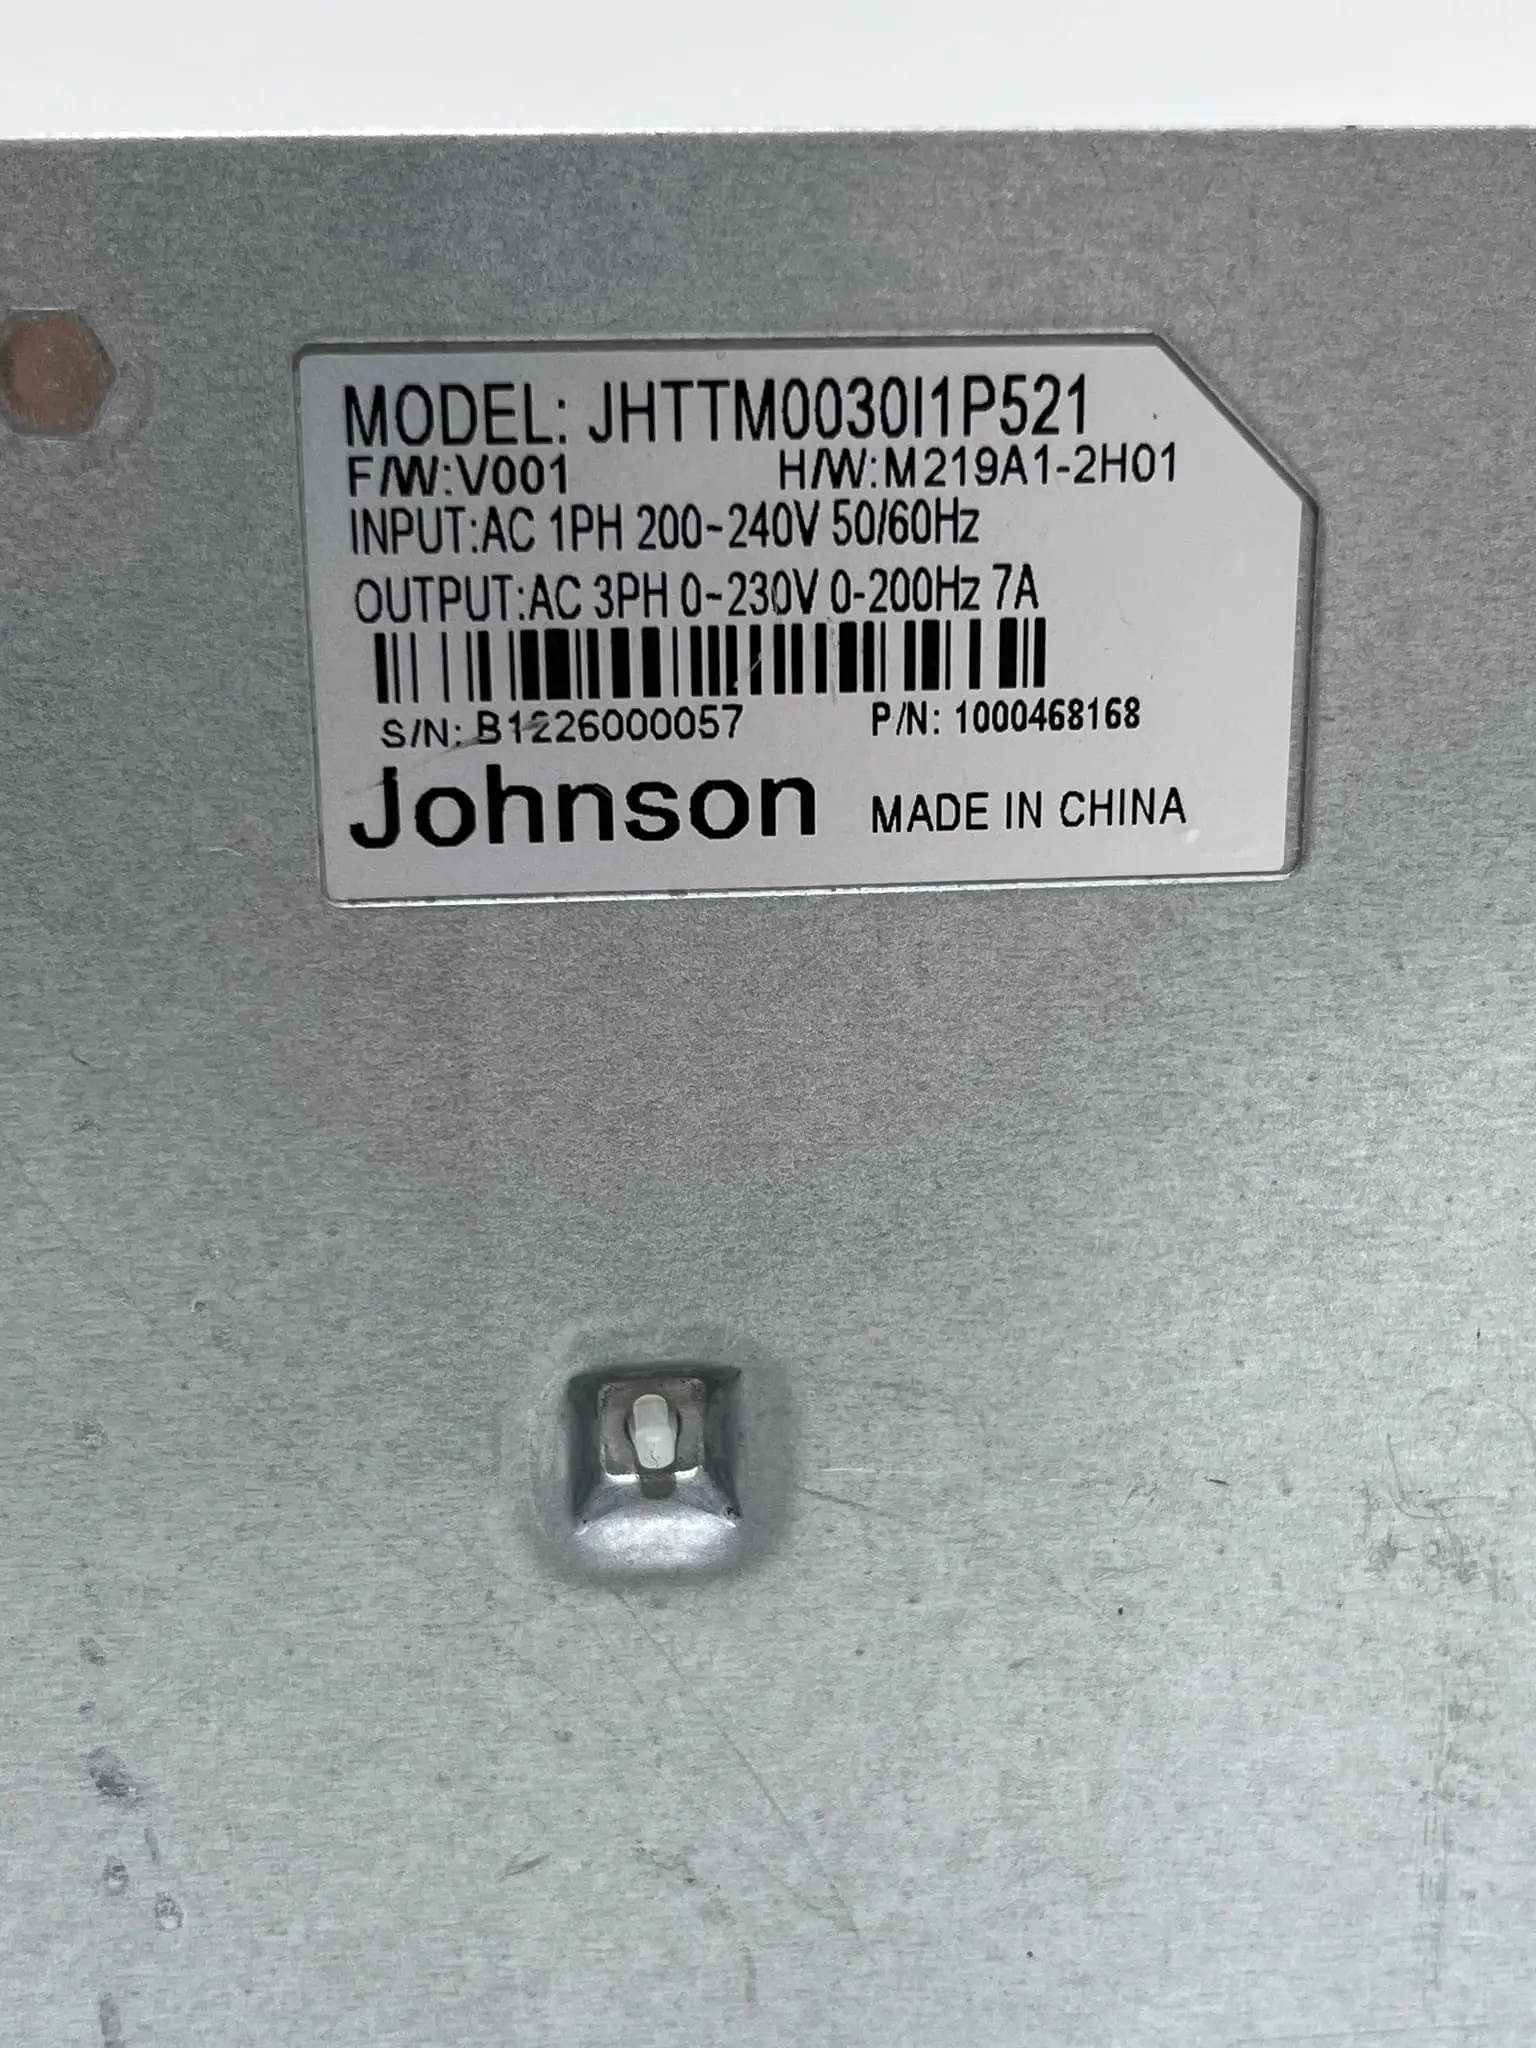 MODEL: JHTTM0030I1P521
F/W:V001 H/W:M219A1-2H01
INPUT:AC 1PH 200~240V 50/60Hz
OUTPUT:AC 3PH 0~230V 0-200Hz 7A
S/N: B1226000057 P/N: 1000468168
Johnson MADE IN CHINA